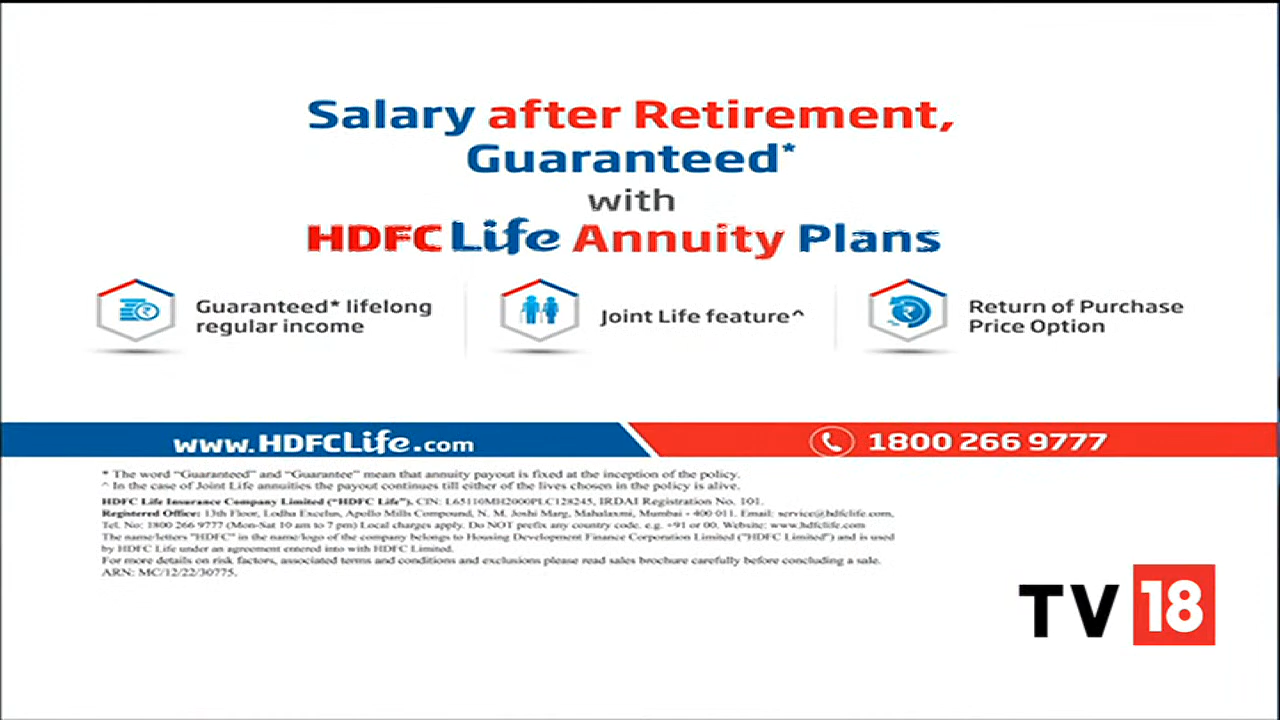 Salary after Retirement,
Guaranteed*
with
HDFC Life Annuity Plans
Guaranteed* lifelong
regular income
Joint Life feature^
Return of Purchase
Price Option
www.HDFCLife.com
1800 266 9777
* The word “Guaranteed” and “Guarantee” mean that annuity payout is fixed at the inception of the policy.
^ In the case of Joint Life annuities the payout continues till either of the lives chosen in the policy is alive.
HDFC Life Insurance Company Limited (“HDFC Life”), CIN: L65110MH2000PLC128245, IRDAI Registration No. 101.
Registered Office: 13th Floor, Lodha Excelus, Apollo Mills Compound, N. M. Joshi Marg, Mahalaxmi, Mumbai - 400 011. Email: service@hdfclife.com,
Tel. No: 1800 266 9777 (Mon-Sat 10 am to 7 pm) Local charges apply. Do NOT prefix any country code. e.g. +91 or 00. Website: www.hdfclife.com
The name/letters "HDFC" in the name/logo of the company belongs to Housing Development Finance Corporation Limited ("HDFC Limited") and is used
by HDFC Life under an agreement entered into with HDFC Limited.
For more details on risk factors, associated terms and conditions and exclusions please read sales brochure carefully before concluding a sale.
ARN: MC/12/22/30775.
TV 18